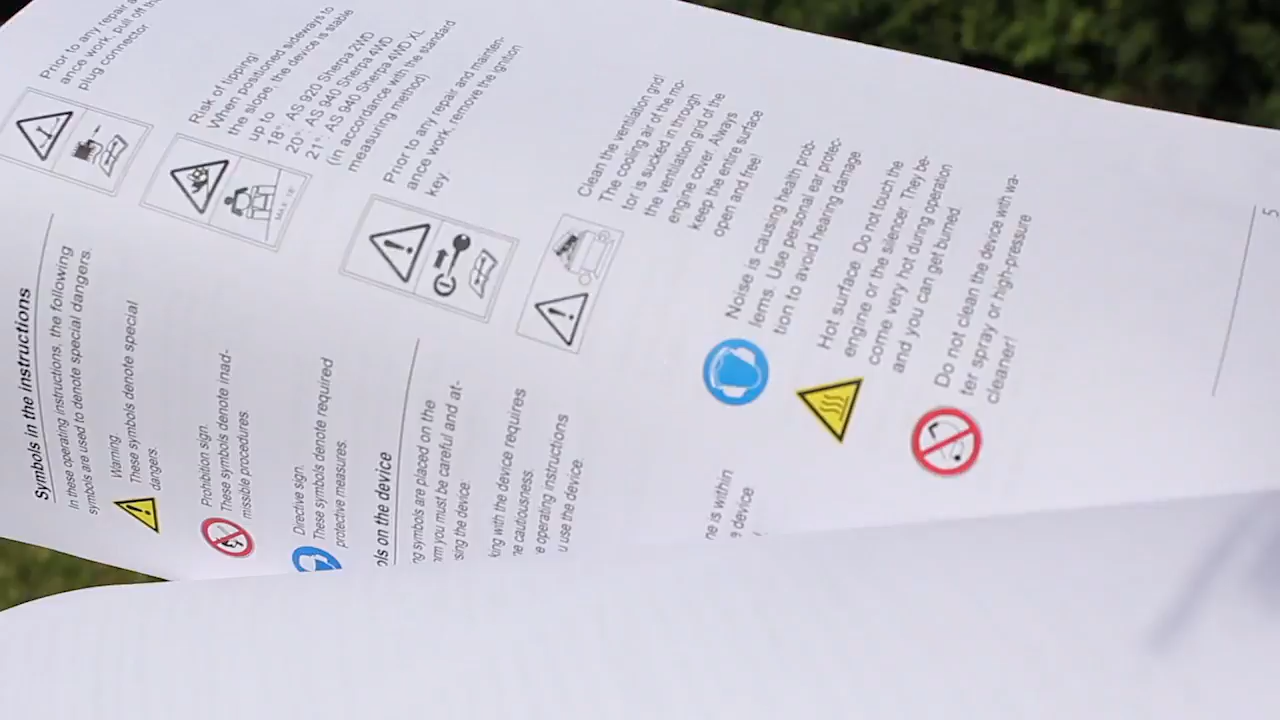 Symbols in the instructions
In these operating instructions, the following
symbols are used to denote special dangers.
Warning.
These symbols denote special
dangers.
Prohibition sign.
These symbols denote inad-
missible procedures.
Directive sign.
These symbols denote required
protective measures.
ols on the device
ng symbols are placed on the
rm you must be careful and at-
sing the device:
king with the device requires
ne cautiousness.
e operating instructions
u use the device.
ne is within
e device.
Prior to any repair a
ance work, pull off th
plug connector
Risk of tipping!
When positioned sideways to
the slope, the device is stable
up to
18° AS 920 Sherpa 2WD
20° AS 940 Sherpa 4WD
21° AS 940 Sherpa 4WD XL
(in accordance with the standard
measuring method)
Prior to any repair and mainten-
ance work, remove the ignition
key
Clean the ventilation grid!
The cooling air of the mo-
tor is sucked in through
the ventilation grid of the
engine cover. Always
keep the entire surface
open and free!
Noise is causing health prob-
lems. Use personal ear protec-
tion to avoid hearing damage
Hot surface. Do not touch the
engine or the silencer. They be-
come very hot during operation
and you can get burned.
Do not clean the device with wa-
ter spray or high-pressure
cleaner!
5